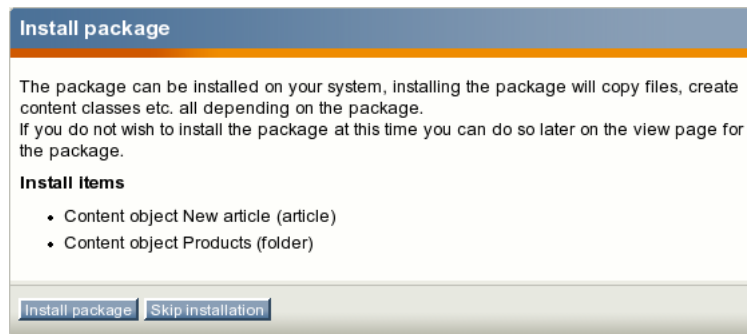 Install package
The package can be installed on your system, installing the package will copy files, create
content classes etc. all depending on the package.
If you do not wish to install the package at this time you can do so later on the view page for
the package.
Install items
• Content object New article (article)
• Content object Products (folder)
Install package Skip installation